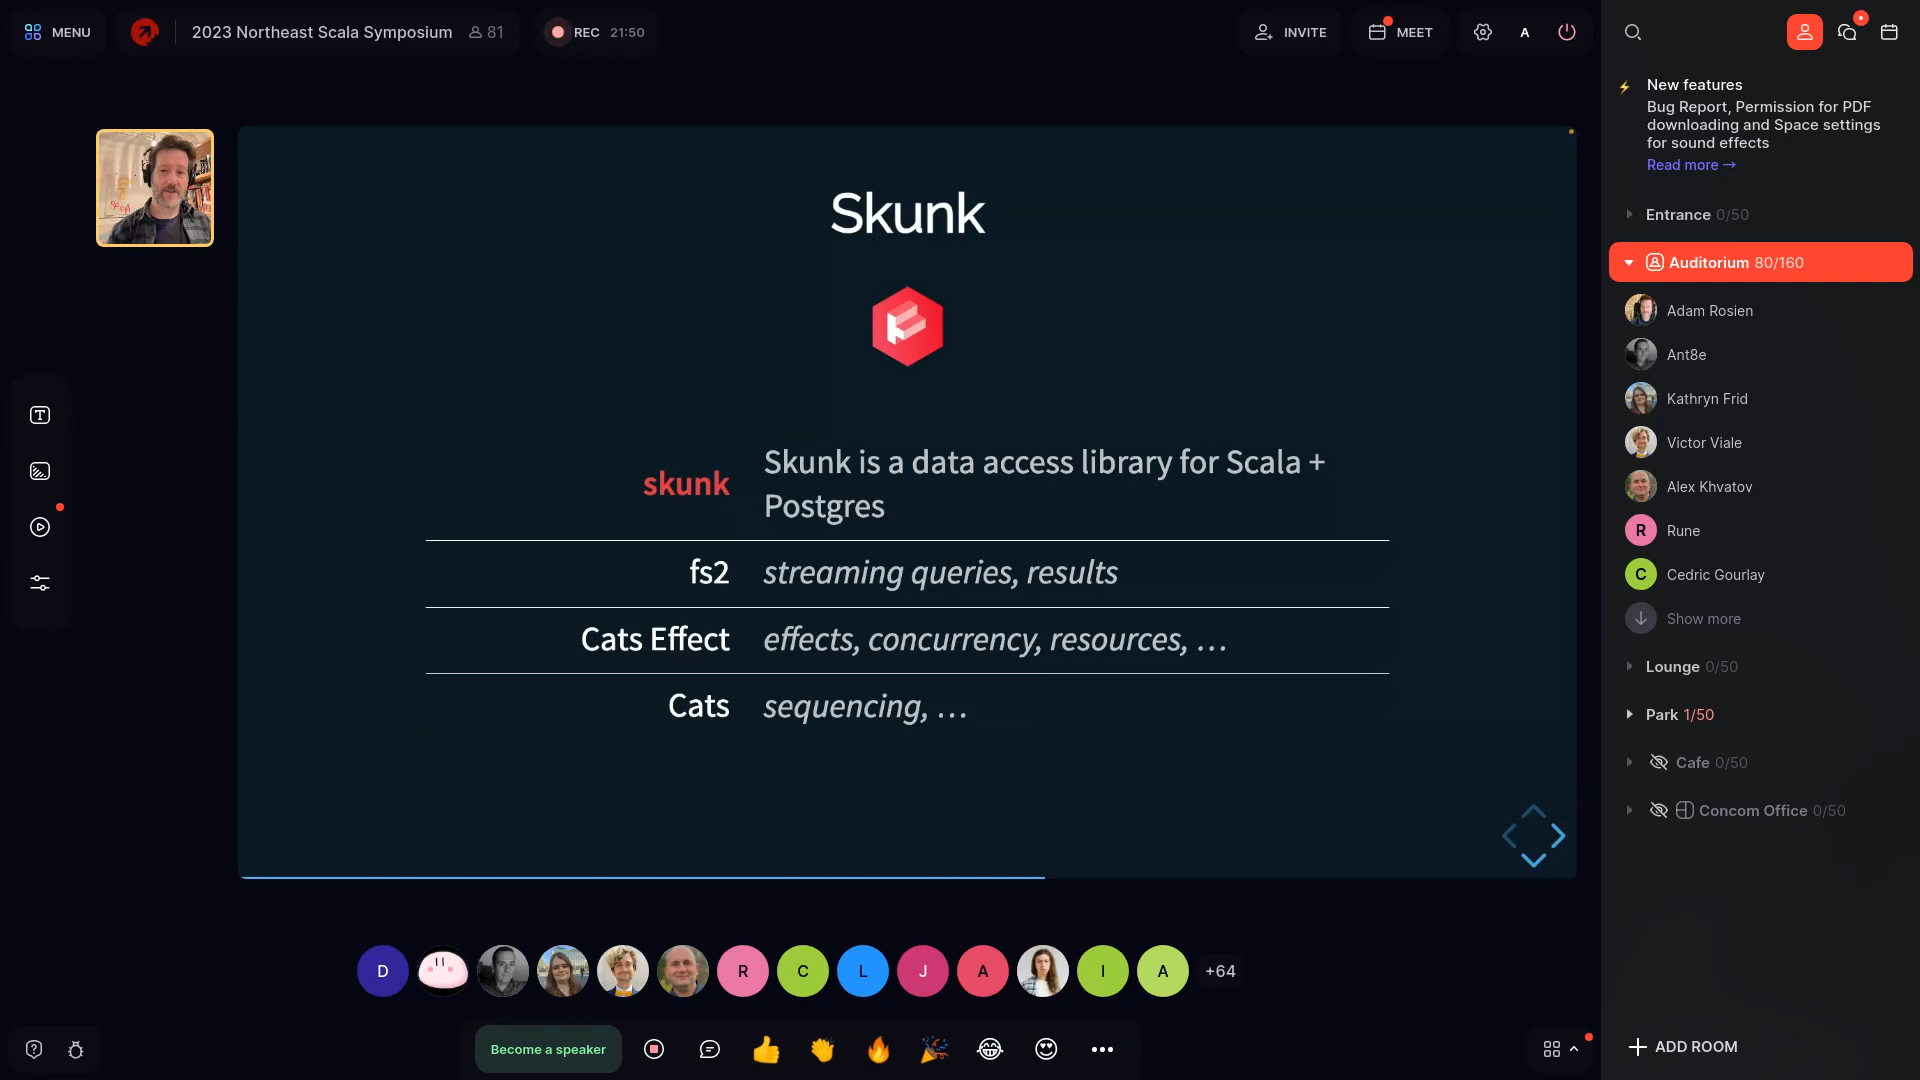 MENU
2023 Northeast Scala Symposium
81
REC 21:50
INVITE
MEET
A
New features
Bug Report, Permission for PDF
downloading and Space settings
for sound effects
Read more →
Entrance 0/50
Auditorium 80/160
Adam Rosien
Ant8e
Kathryn Frid
Victor Viale
Alex Khvatov
R
Rune
C
Cedric Gourlay
Show more
Lounge 0/50
Park 1/50
Cafe 0/50
Concom Office 0/50
ADD ROOM
Skunk
skunk
Skunk is a data access library for Scala +
Postgres
fs2
streaming queries, results
Cats Effect
effects, concurrency, resources, …
Cats
sequencing, …
D
R
C
L
J
A
I
A
+64
Become a speaker